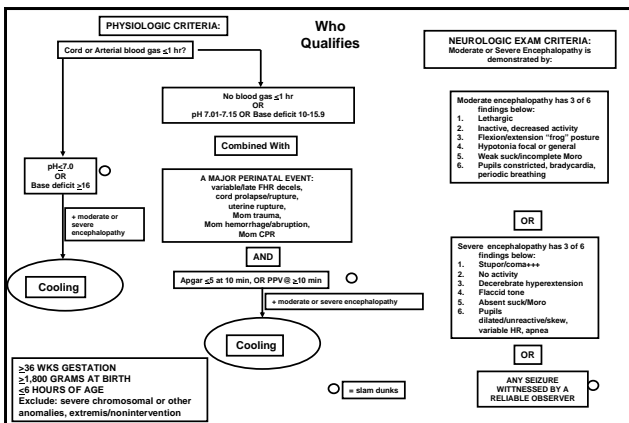 PHYSIOLOGIC CRITERIA:
Who
Qualifies
Cord or Arterial blood gas ≤1 hr?
No blood gas ≤1 hr
OR
pH 7.01-7.15 OR Base deficit 10-15.9
Combined With
pH≤7.0
OR
Base deficit ≥16
A MAJOR PERINATAL EVENT:
variable/late FHR decels,
cord prolapse/rupture,
uterine rupture,
Mom trauma,
Mom hemorrhage/abruption,
Mom CPR
+ moderate or
severe
encephalopathy
AND
Apgar ≤5 at 10 min, OR PPV@ ≥10 min
+ moderate or severe encephalopathy
Cooling
Cooling
≥36 WKS GESTATION
≥1,800 GRAMS AT BIRTH
≤6 HOURS OF AGE
Exclude: severe chromosomal or other
anomalies, extremis/nonintervention
= slam dunks
NEUROLOGIC EXAM CRITERIA:
Moderate or Severe Encephalopathy is
demonstrated by:
Moderate encephalopathy has 3 of 6
findings below:
1. Lethargic
2. Inactive, decreased activity
3. Flexion/extension "frog" posture
4. Hypotonia focal or general
5. Weak suck/incomplete Moro
6. Pupils constricted, bradycardia,
periodic breathing
OR
Severe encephalopathy has 3 of 6
findings below:
1. Stupor/coma+++
2. No activity
3. Decerebrate hyperextension
4. Flaccid tone
5. Absent suck/Moro
6. Pupils
dilated/unreactive/skew,
variable HR, apnea
OR
ANY SEIZURE
WITTNESSED BY A
RELIABLE OBSERVER